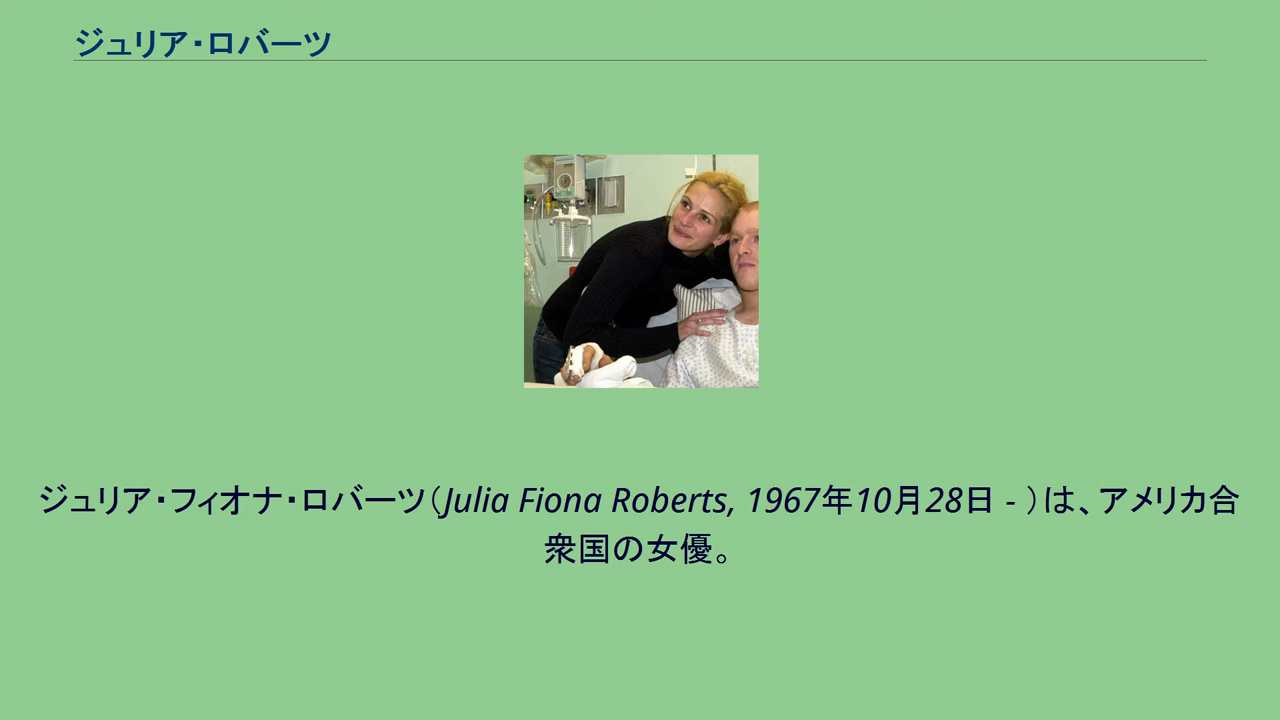 ジュリア・ロバーツ
ジュリア・フィオナ・ロバーツ（Julia Fiona Roberts, 1967年10月28日 - ）は、アメリカ合
衆国の女優。